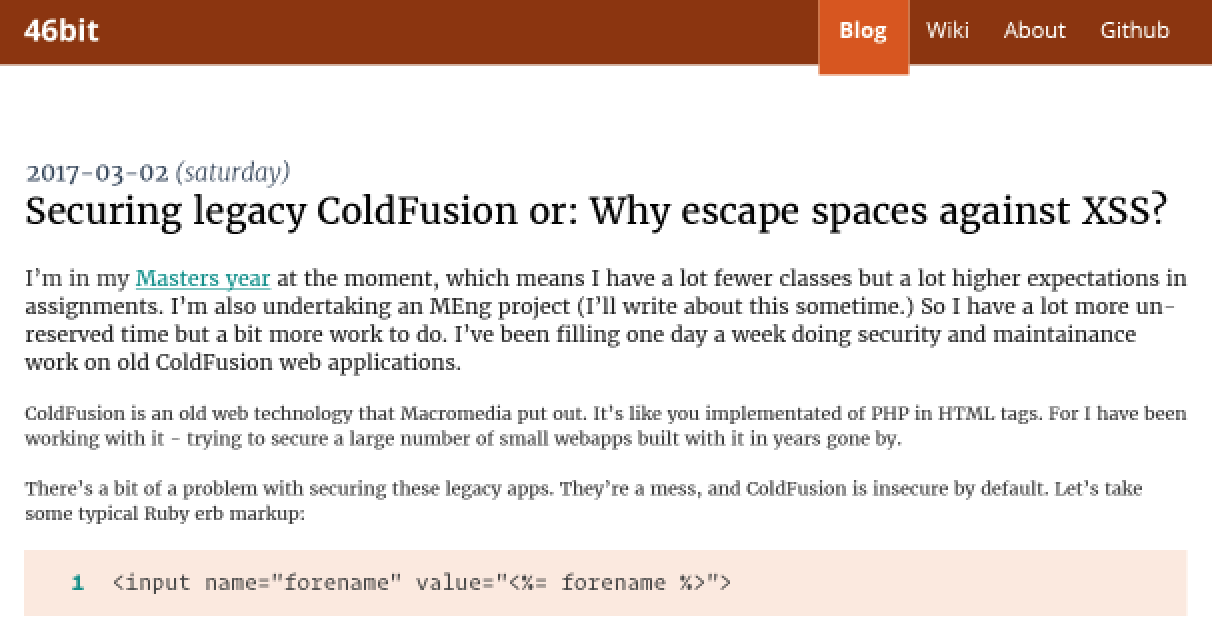 46bit
Blog Wiki About Github
2017-03-02 (saturday)
Securing legacy ColdFusion or: Why escape spaces against XSS?
I'm in my Masters year at the moment, which means I have a lot fewer classes but a lot higher expectations in
assignments. I'm also undertaking an MEng project (I'll write about this sometime.) So I have a lot more un-
reserved time but a bit more work to do. I've been filling one day a week doing security and maintainance
work on old ColdFusion web applications.
ColdFusion is an old web technology that Macromedia put out. It's like you implementated of PHP in HTML tags. For I have been
working with it - trying to secure a large number of small webapps built with it in years gone by.
There's a bit of a problem with securing these legacy apps. They're a mess, and ColdFusion is insecure by default. Let's take
some typical Ruby erb markup:
1 <input name="forename" value="<%= forename %>">